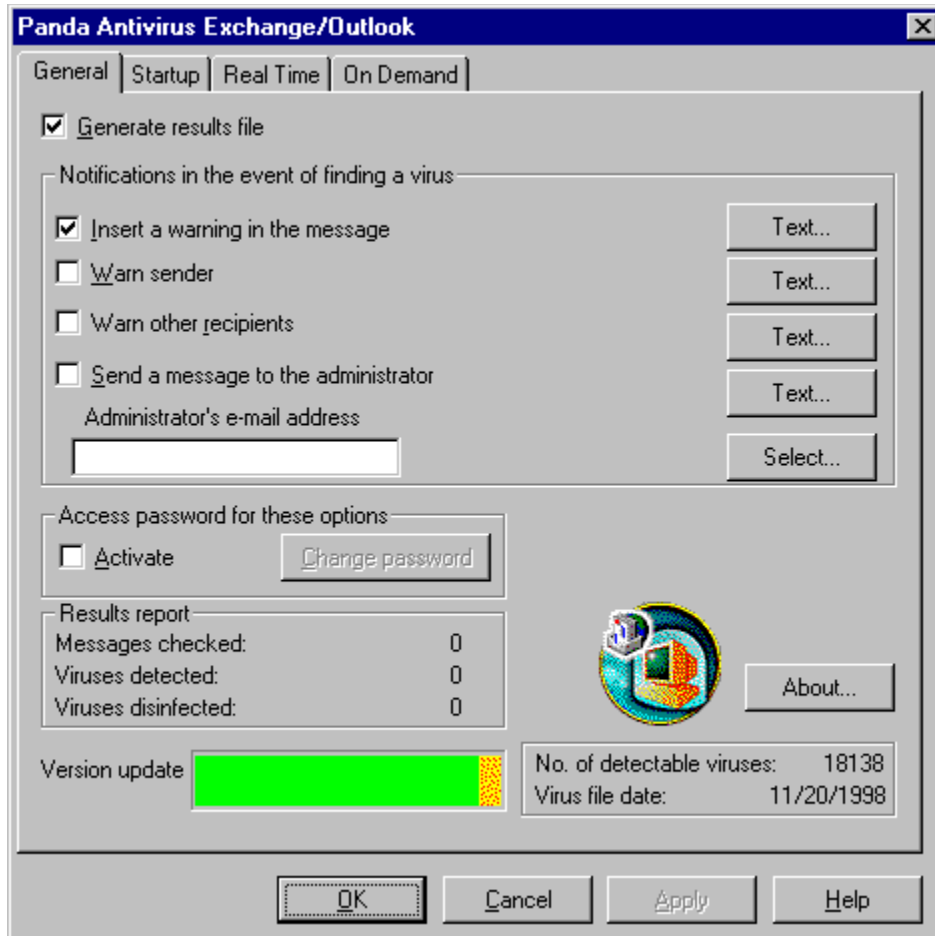 Panda Antivirus Exchange/Outlook
General Startup Real Time On Demand
Generate results file
Notifications in the event of finding a virus
Insert a warning in the message Text...
Warn sender Text...
Warn other recipients Text...
Send a message to the administrator Text...
Administrator's e-mail address
Select...
Access password for these options
Activate Change password
Results report
Messages checked: 0
Viruses detected: 0
Viruses disinfected: 0
About...
Version update
No. of detectable viruses: 18138
Virus file date: 11/20/1998
OK Cancel Apply Help